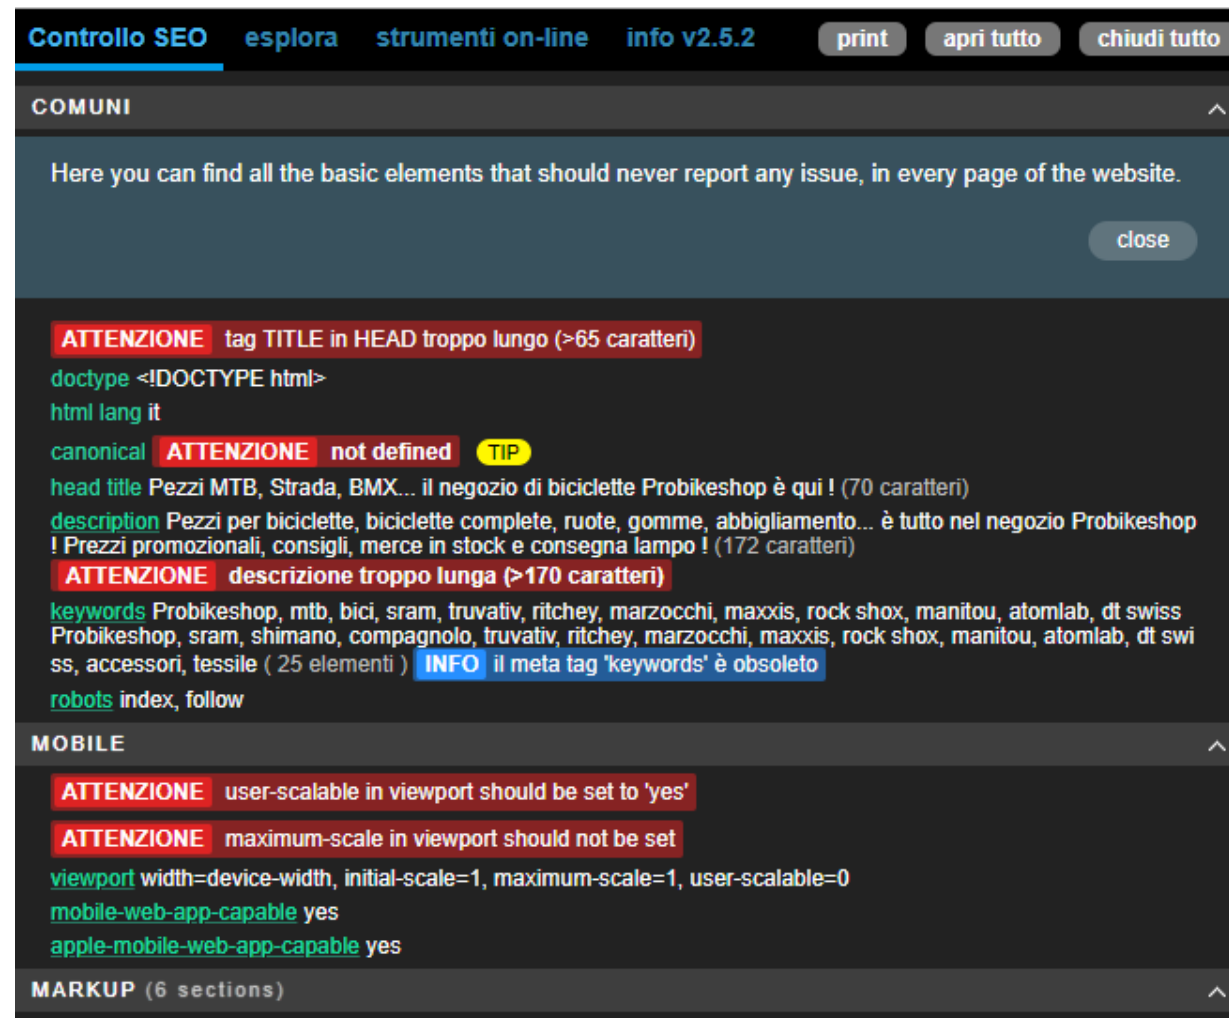 Controllo SEO esplora strumenti on-line info v2.5.2 print apri tutto chiudi tutto
COMUNI
Here you can find all the basic elements that should never report any issue, in every page of the website.
close
ATTENZIONE tag TITLE in HEAD troppo lungo (>65 caratteri)
doctype <!DOCTYPE html>
html lang it
canonical ATTENZIONE not defined TIP
head title Pezzi MTB, Strada, BMX... il negozio di biciclette Probikeshop è qui ! (70 caratteri)
description Pezzi per biciclette, biciclette complete, ruote, gomme, abbigliamento... è tutto nel negozio Probikeshop
! Prezzi promozionali, consigli, merce in stock e consegna lampo ! (172 caratteri)
ATTENZIONE descrizione troppo lunga (>170 caratteri)
keywords Probikeshop, mtb, bici, sram, truvativ, ritchey, marzocchi, maxxis, rock shox, manitou, atomlab, dt swiss
Probikeshop, sram, shimano, compagnolo, truvativ, ritchey, marzocchi, maxxis, rock shox, manitou, atomlab, dt swi
ss, accessori, tessile ( 25 elementi ) INFO il meta tag 'keywords' è obsoleto
robots index, follow
MOBILE
ATTENZIONE user-scalable in viewport should be set to 'yes'
ATTENZIONE maximum-scale in viewport should not be set
viewport width=device-width, initial-scale=1, maximum-scale=1, user-scalable=0
mobile-web-app-capable yes
apple-mobile-web-app-capable yes
MARKUP (6 sections)